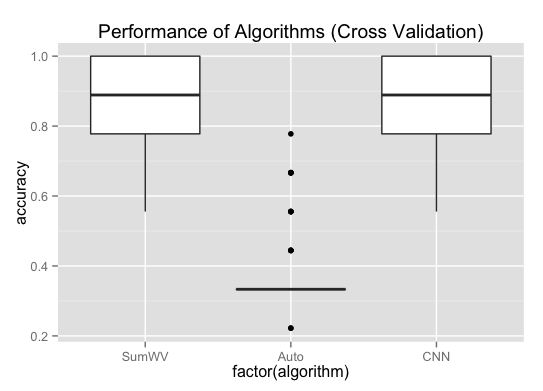 Performance of Algorithms (Cross Validation)
1.0
0.8
0.6
0.4
0.2
accuracy
SumWV Auto CNN
factor(algorithm)